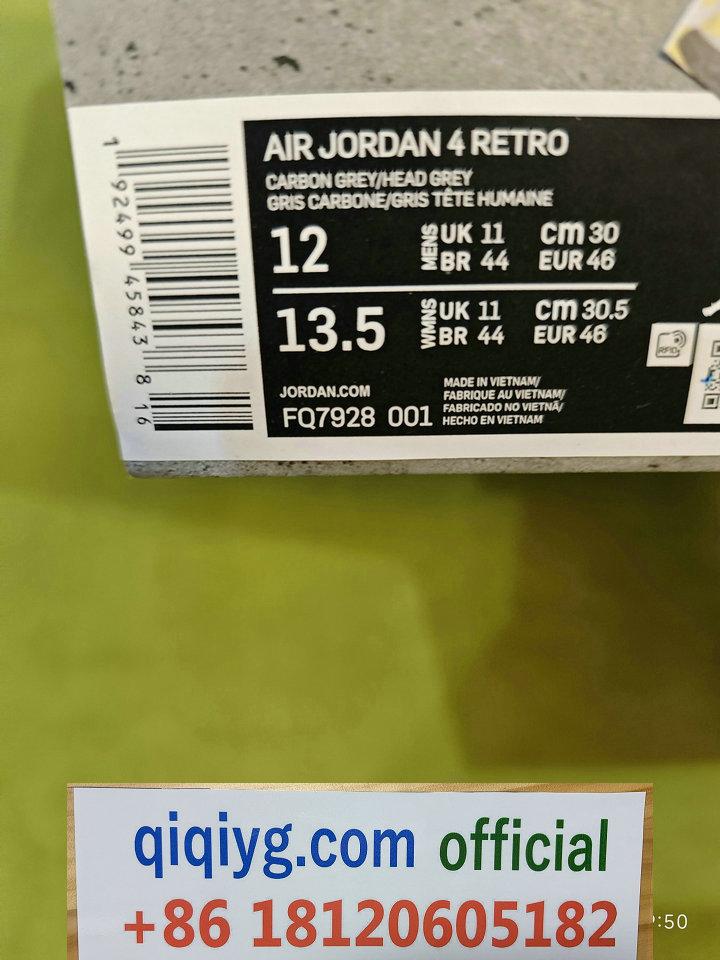 AIR JORDAN 4 RETRO
CARBON GREY/HEAD GREY
GRIS CARBONE/GRIS TÊTE HUMAINE
12 MENS UK 11 cm 30
BR 44 EUR 46
13.5 WMNS UK 11 cm 30.5
BR 44 EUR 46
JORDAN.COM
FQ7928 001
MADE IN VIETNAM/
FABRIQUE AU VIETNAM/
FABRICADO NO VIETNÃ/
HECHO EN VIETNAM
RFID
1 92499 45843 8 16
qiqiyg.com official
+86 18120605182
:50